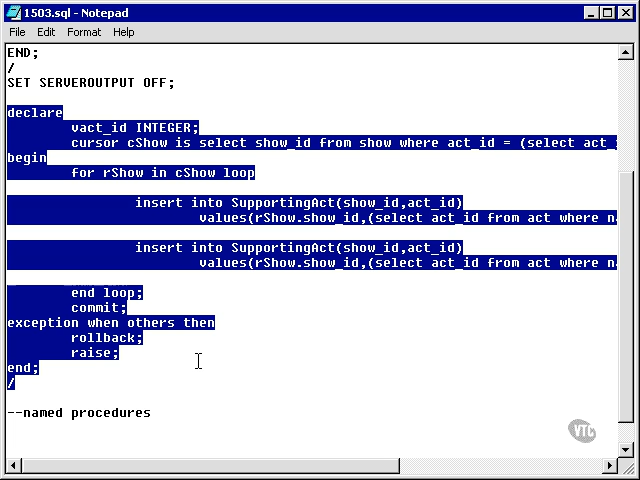 1503.sql - Notepad
File Edit Format Help
END;
/
SET SERVEROUTPUT OFF;
declare
vact_id INTEGER;
cursor cShow is select show_id from show where act_id = (select act_
begin
for rShow in cShow loop
insert into SupportingAct(show_id,act_id)
values(rShow.show_id,(select act_id from act where n
insert into SupportingAct(show_id,act_id)
values(rShow.show_id,(select act_id from act where n
end loop;
commit;
exception when others then
rollback;
raise;
end;
/
--named procedures
VTC